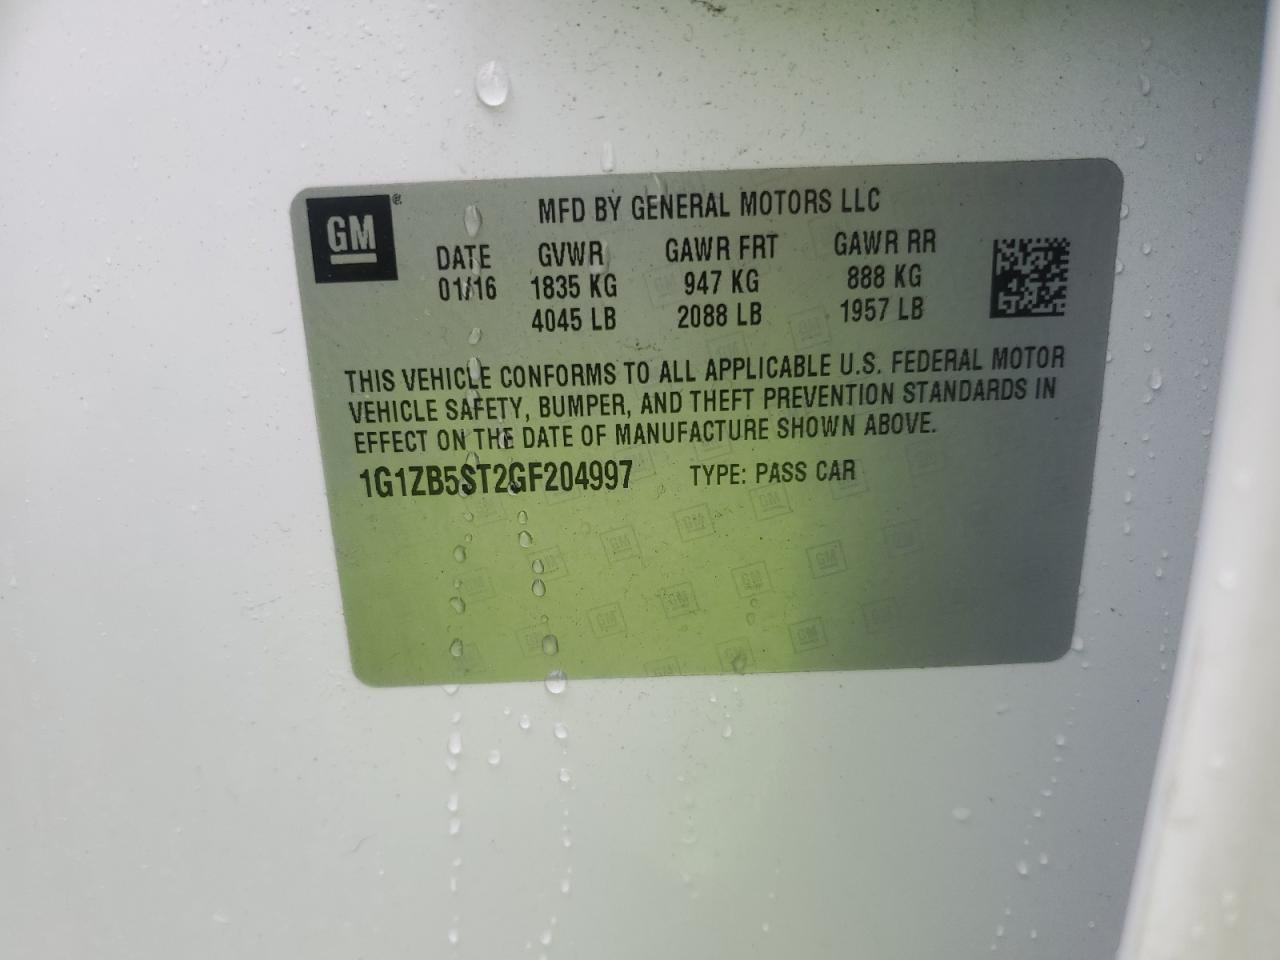 GM®
MFD BY GENERAL MOTORS LLC
DATE GVWR GAWR FRT GAWR RR
01/16 1835 KG 947 KG 888 KG
4045 LB 2088 LB 1957 LB
THIS VEHICLE CONFORMS TO ALL APPLICABLE U.S. FEDERAL MOTOR
VEHICLE SAFETY, BUMPER, AND THEFT PREVENTION STANDARDS IN
EFFECT ON THE DATE OF MANUFACTURE SHOWN ABOVE.
1G1ZB5ST2GF204997 TYPE: PASS CAR